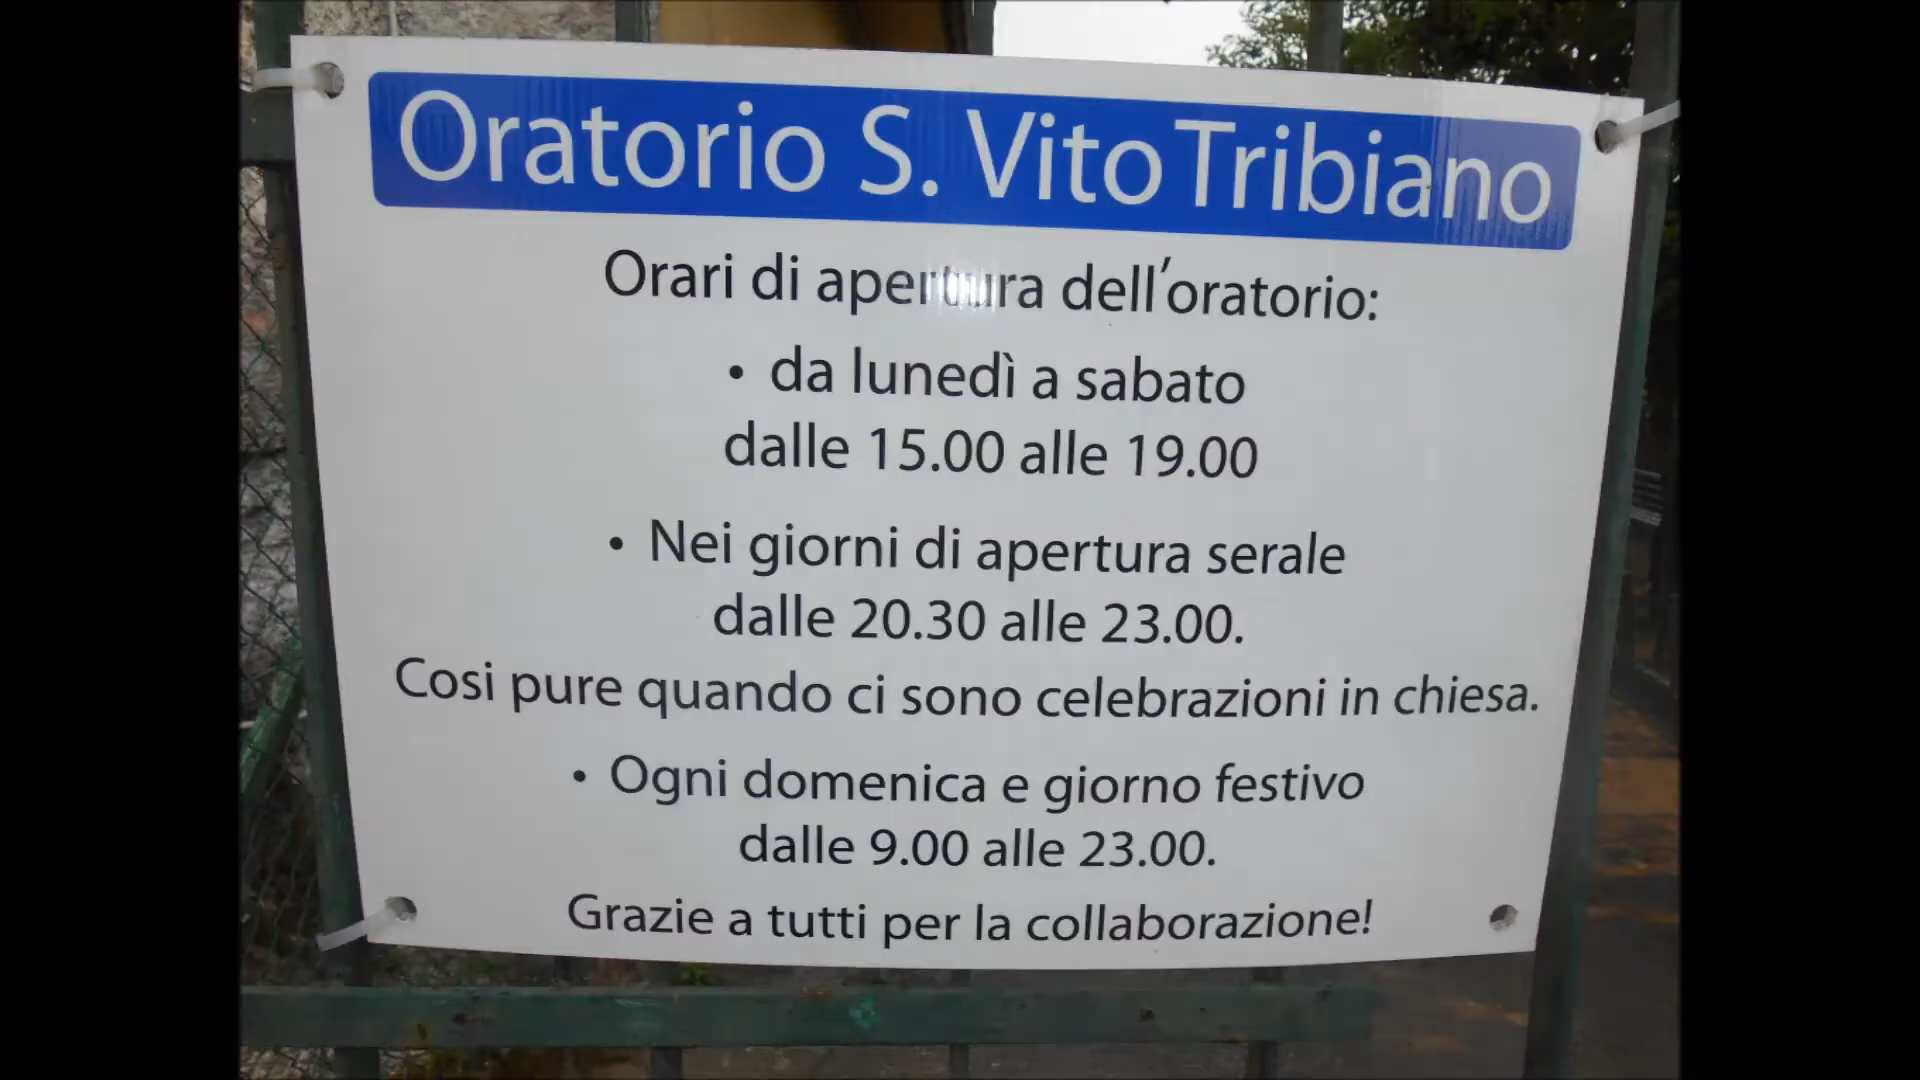 Oratorio S. Vito Tribiano
Orari di apertura dell'oratorio:
• da lunedì a sabato
dalle 15.00 alle 19.00
• Nei giorni di apertura serale
dalle 20.30 alle 23.00.
Cosi pure quando ci sono celebrazioni in chiesa.
• Ogni domenica e giorno festivo
dalle 9.00 alle 23.00.
Grazie a tutti per la collaborazione!